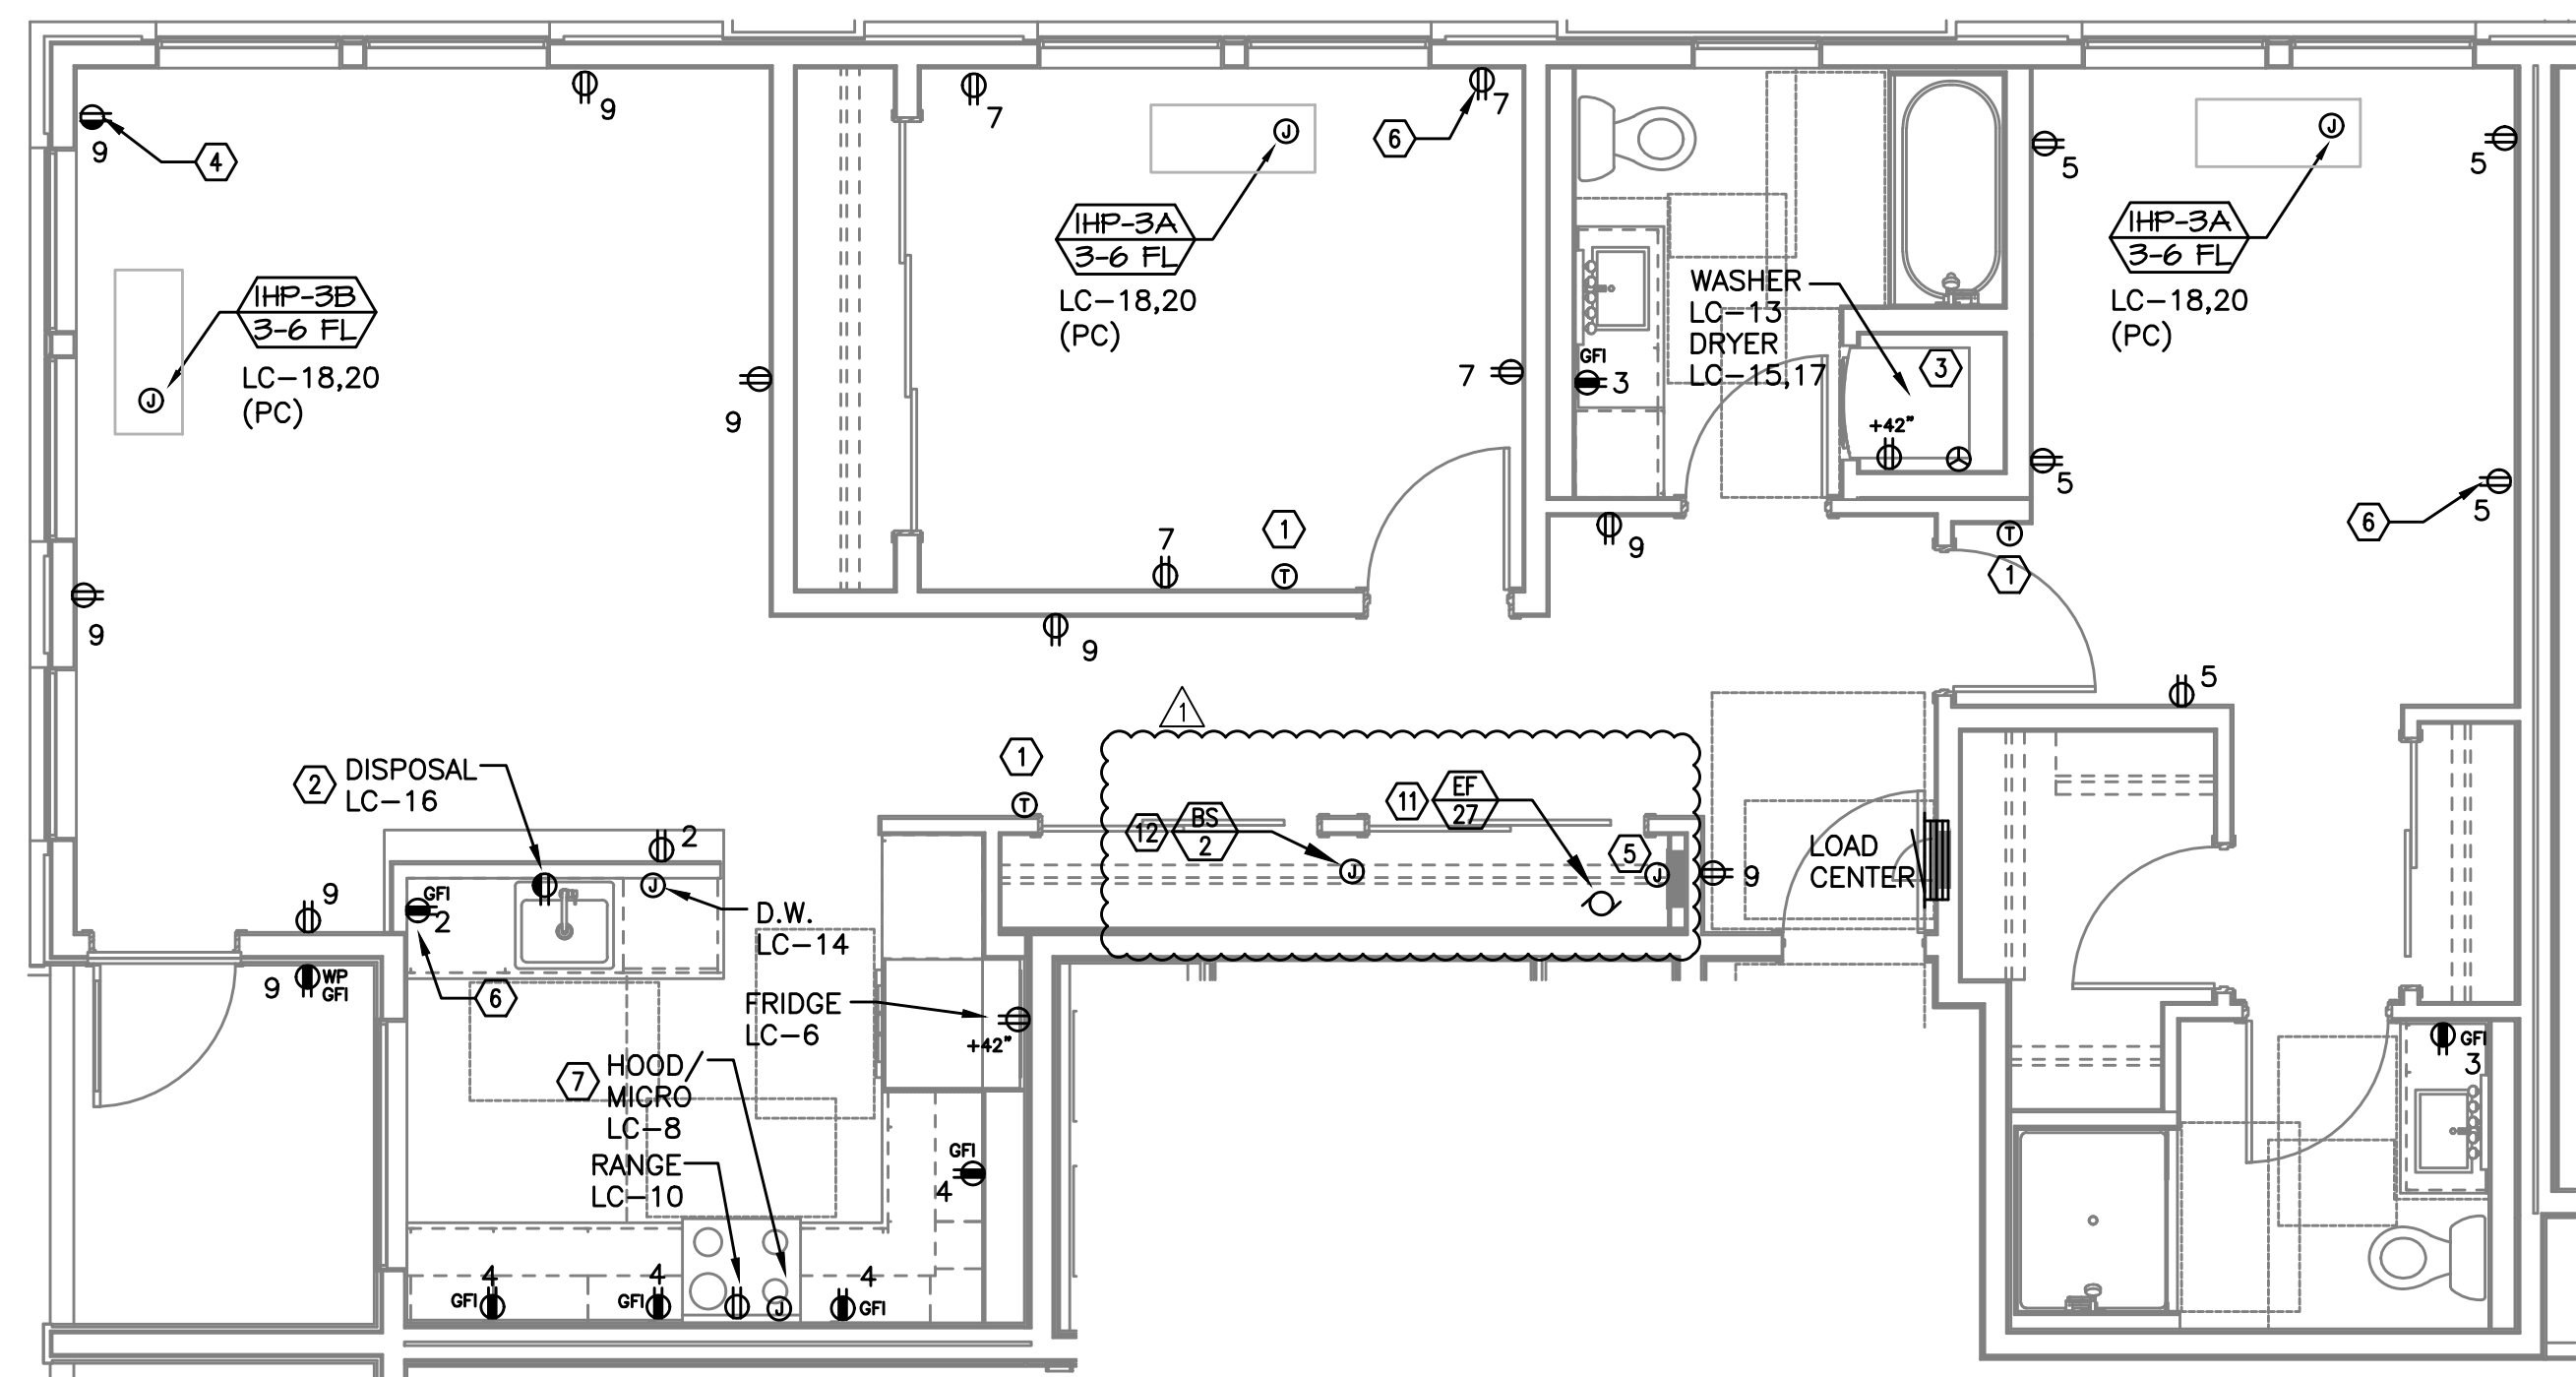 9
7
7
6
9
4
J
J
5
5
IHP-3A
3-6 FL
LC-18,20
(PC)
IHP-3A
3-6 FL
LC-18,20
(PC)
IHP-3B
3-6 FL
LC-18,20
(PC)
J
WASHER
LC-13
DRYER
LC-15,17
3
GFI
3
7
9
+42"
5
6
5
7
1
T
9
T
1
9
9
5
1
1
T
2
DISPOSAL
LC-16
2
12
BS
2
11
EF
27
5
J
J
9
LOAD
CENTER
GFI
2
J
D.W.
LC-14
9
9
WP
GFI
6
FRIDGE
LC-6
+42"
7
HOOD/
MICRO
LC-8
RANGE
LC-10
GFI
4
GFI
3
4
GFI
4
GFI
J
4
GFI